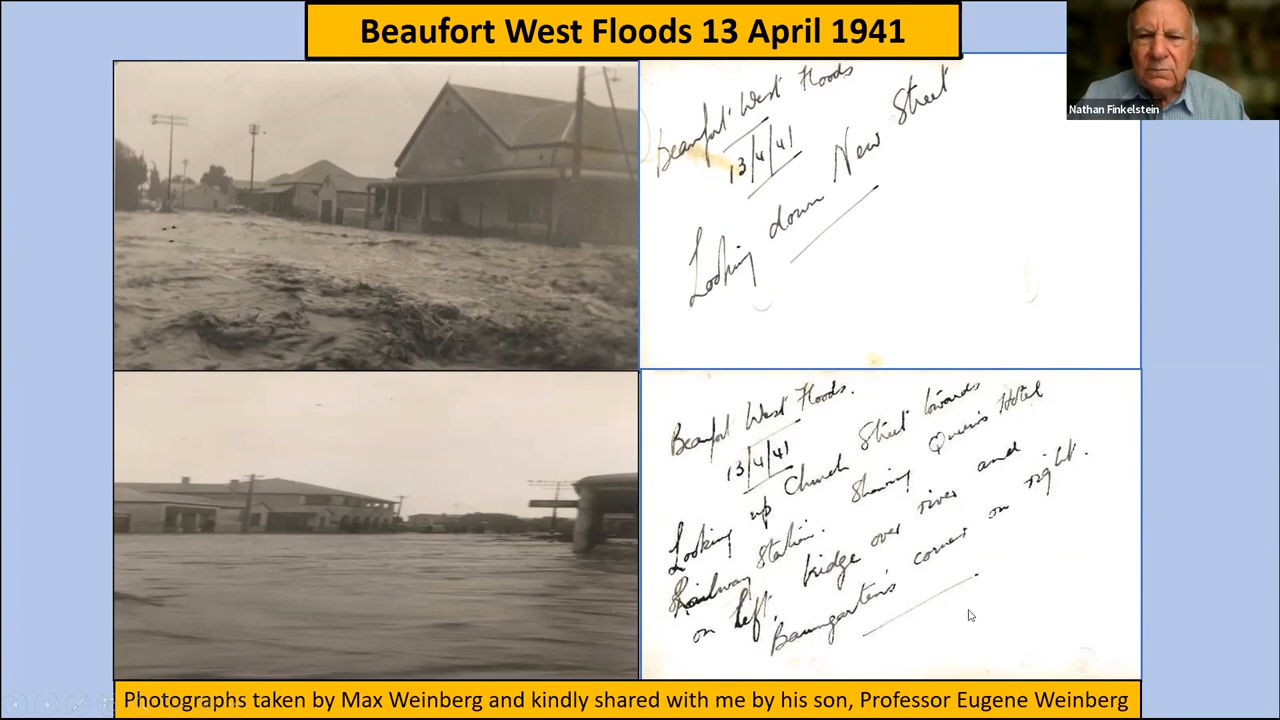 Beaufort West Floods 13 April 1941
Nathan Finkelstein
Beaufort West Floods
13/4/41
Looking down New Street
Beaufort West Floods.
13/4/41
Looking up Church Street towards
Railway Station. Showing Queen's Hotel
on left. bridge over river and
Baumgarten's corner on right.
Photographs taken by Max Weinberg and kindly shared with me by his son, Professor Eugene Weinberg